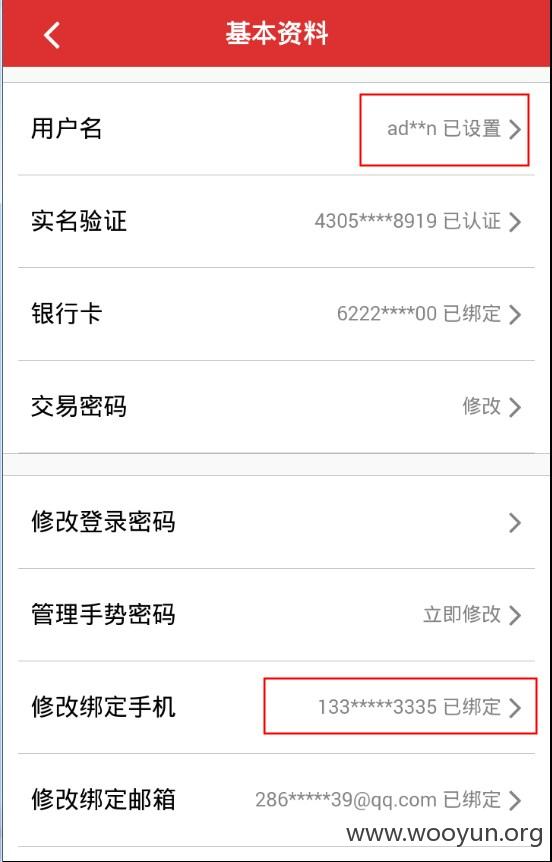 基本资料
用户名 ad**n 已设置
实名验证 4305****8919 已认证
银行卡 6222****00 已绑定
交易密码 修改
修改登录密码
管理手势密码 立即修改
修改绑定手机 133*****3335 已绑定
修改绑定邮箱 286*****39@qq.com 已绑定
www.wooyun.org